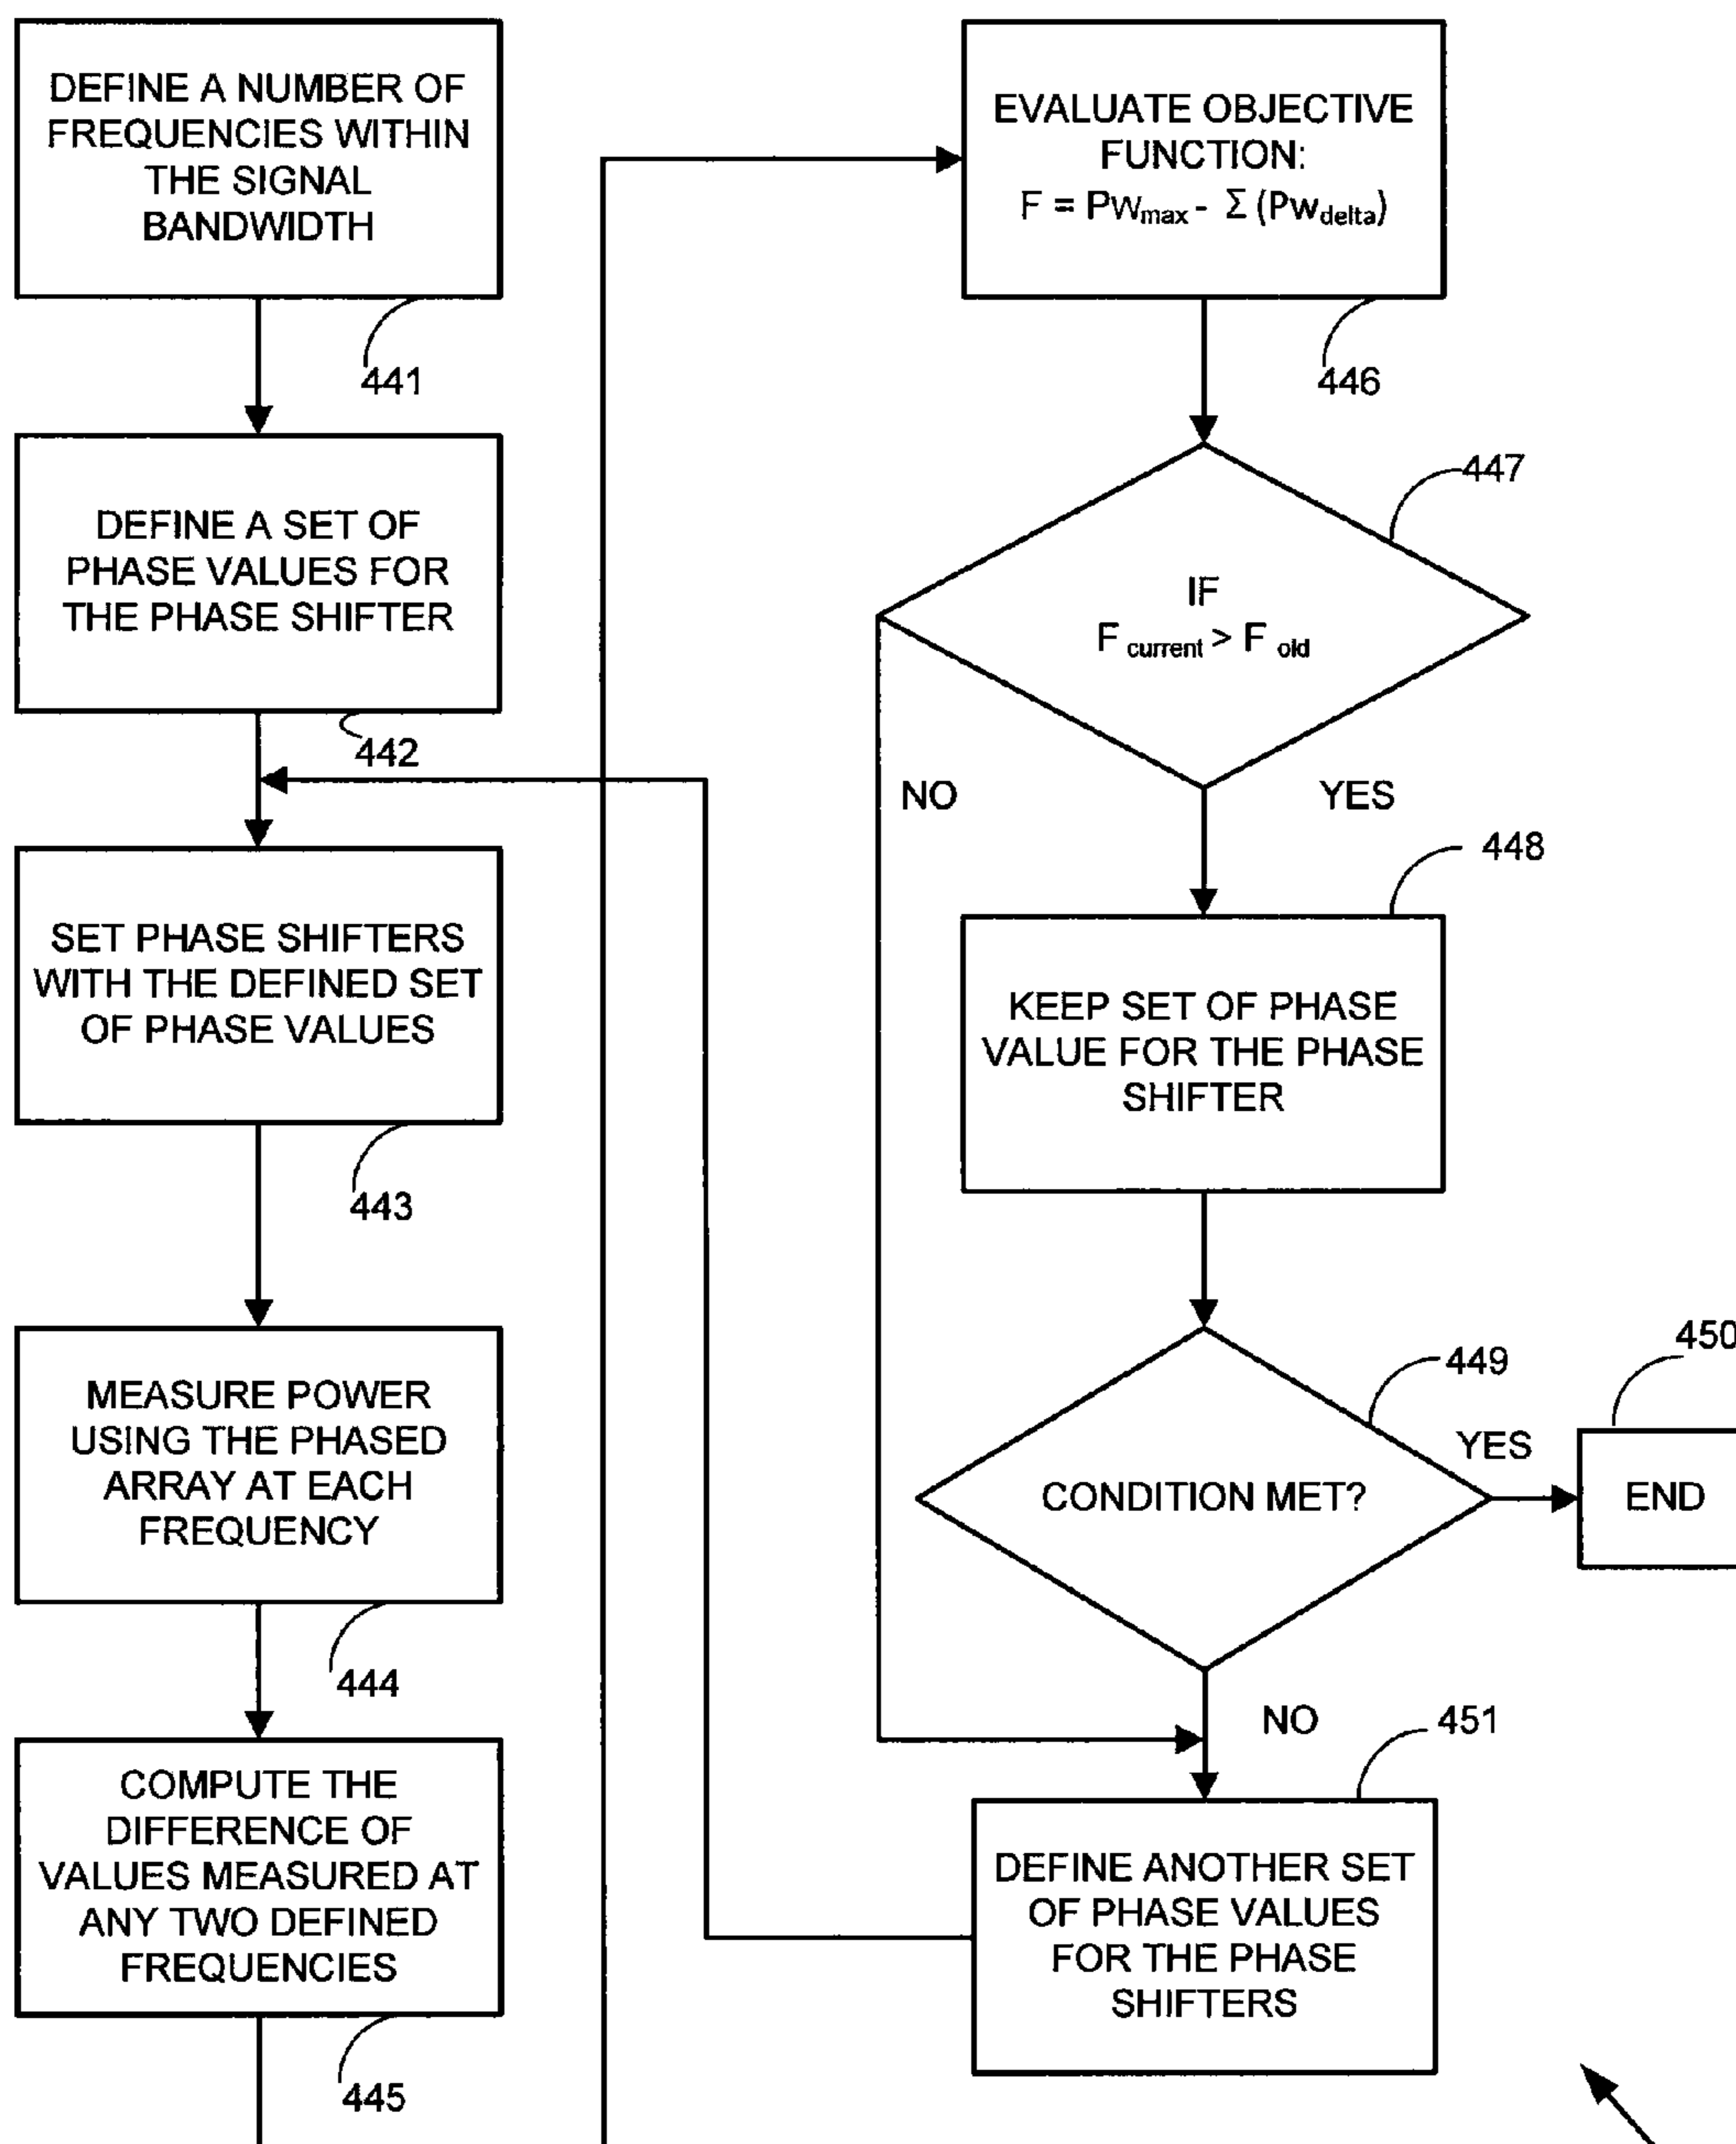 DEFINE A NUMBER OF
FREQUENCIES WITHIN
THE SIGNAL
BANDWIDTH
441
DEFINE A SET OF
PHASE VALUES FOR
THE PHASE SHIFTER
442
SET PHASE SHIFTERS
WITH THE DEFINED SET
OF PHASE VALUES
443
MEASURE POWER
USING THE PHASED
ARRAY AT EACH
FREQUENCY
444
COMPUTE THE
DIFFERENCE OF
VALUES MEASURED AT
ANY TWO DEFINED
FREQUENCIES
445
EVALUATE OBJECTIVE
FUNCTION:
F = Pwmax - Σ (Pwdelta)
446
447
IF
F current > F old
NO
YES
448
KEEP SET OF PHASE
VALUE FOR THE PHASE
SHIFTER
449
CONDITION MET?
YES
450
END
NO
451
DEFINE ANOTHER SET
OF PHASE VALUES
FOR THE PHASE
SHIFTERS